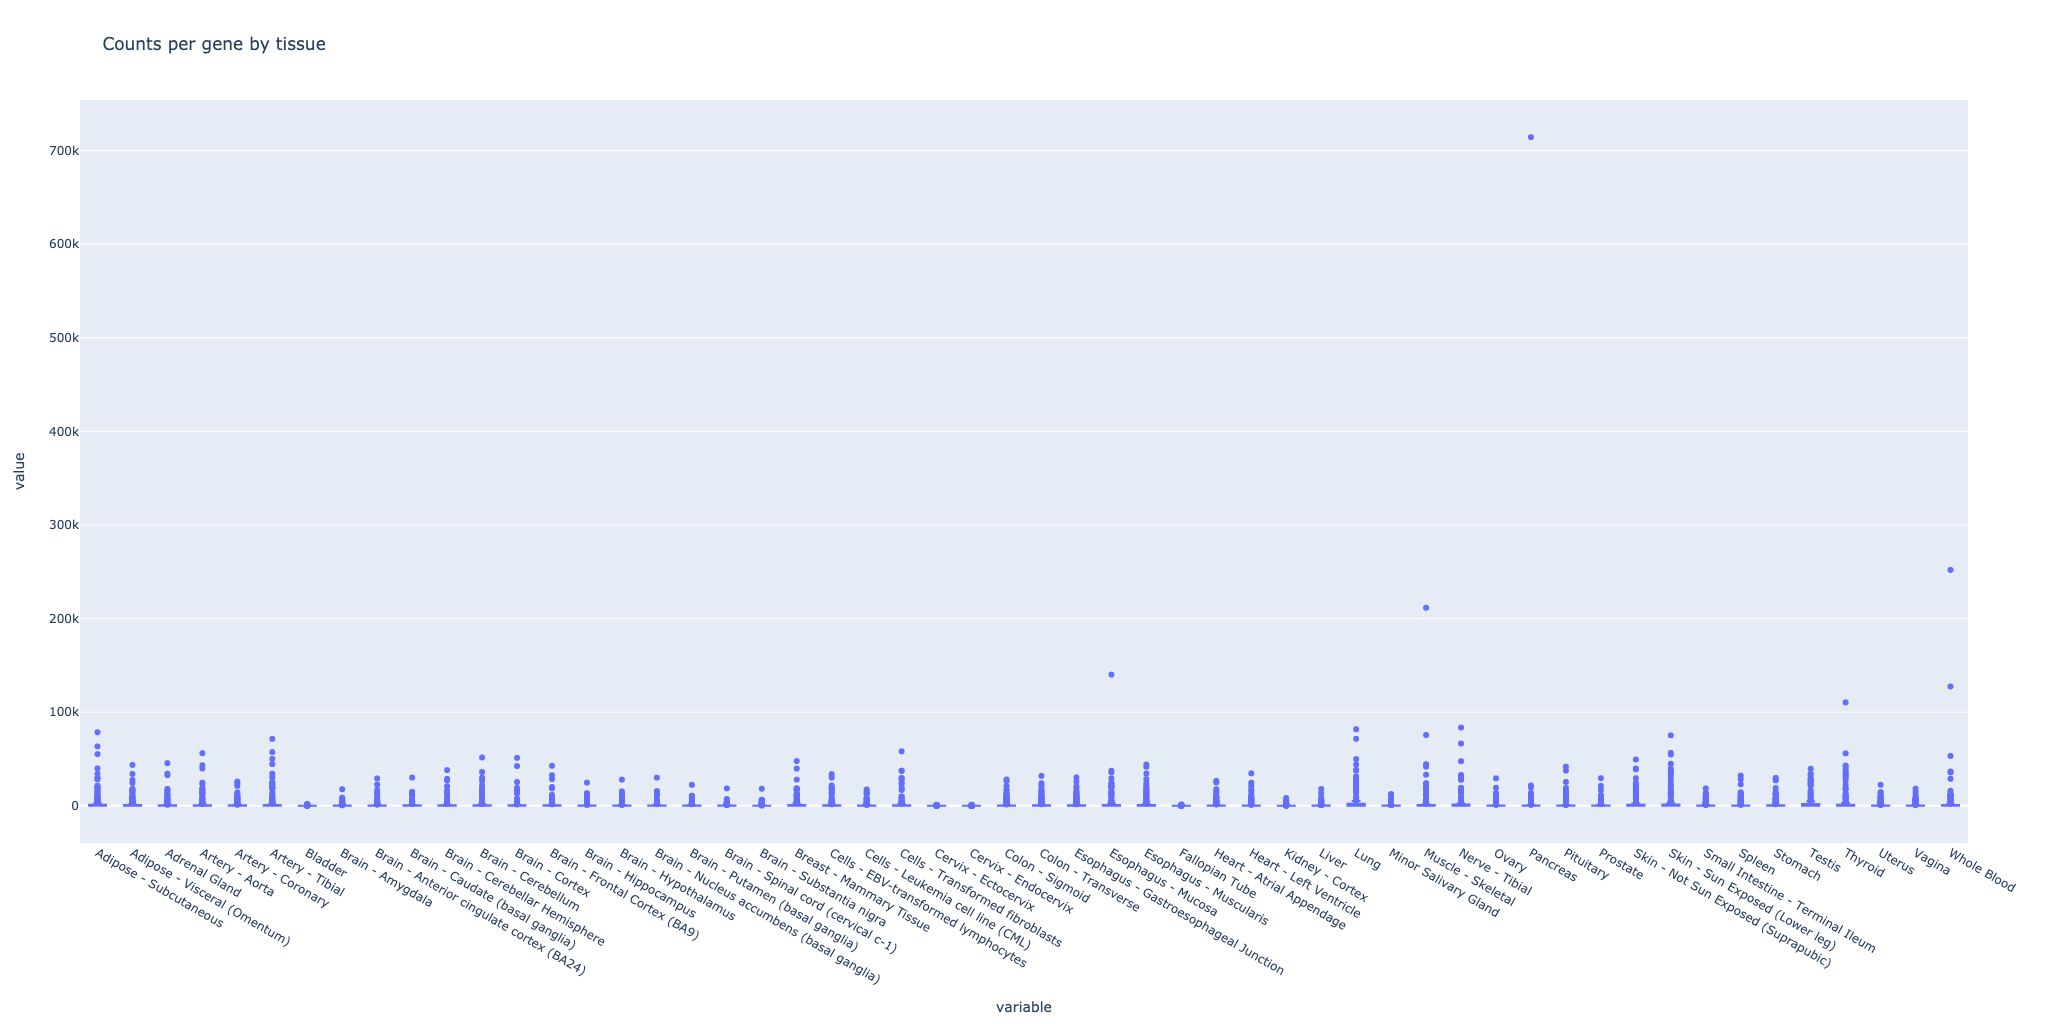 Counts per gene by tissue
700k
600k
500k
400k
300k
200k
100k
0
value
Adipose - Subcutaneous
Adipose - Visceral (Omentum)
Adrenal Gland
Artery - Aorta
Artery - Coronary
Artery - Tibial
Bladder
Brain - Amygdala
Brain - Anterior cingulate cortex (BA24)
Brain - Caudate (basal ganglia)
Brain - Cerebellar Hemisphere
Brain - Cerebellum
Brain - Cortex
Brain - Frontal Cortex (BA9)
Brain - Hippocampus
Brain - Hypothalamus
Brain - Nucleus accumbens (basal ganglia)
Brain - Putamen (basal ganglia)
Brain - Spinal cord (cervical c-1)
Brain - Substantia nigra
Breast - Mammary Tissue
Cells - EBV-transformed lymphocytes
Cells - Leukemia cell line (CML)
Cells - Transformed fibroblasts
Cervix - Ectocervix
Cervix - Endocervix
Colon - Sigmoid
Colon - Transverse
Esophagus - Gastroesophageal Junction
Esophagus - Mucosa
Esophagus - Muscularis
Fallopian Tube
Heart - Atrial Appendage
Heart - Left Ventricle
Kidney - Cortex
Liver
Lung
Minor Salivary Gland
Muscle - Skeletal
Nerve - Tibial
Ovary
Pancreas
Pituitary
Prostate
Skin - Not Sun Exposed (Suprapubic)
Skin - Sun Exposed (Lower leg)
Small Intestine - Terminal Ileum
Spleen
Stomach
Testis
Thyroid
Uterus
Vagina
Whole Blood
variable